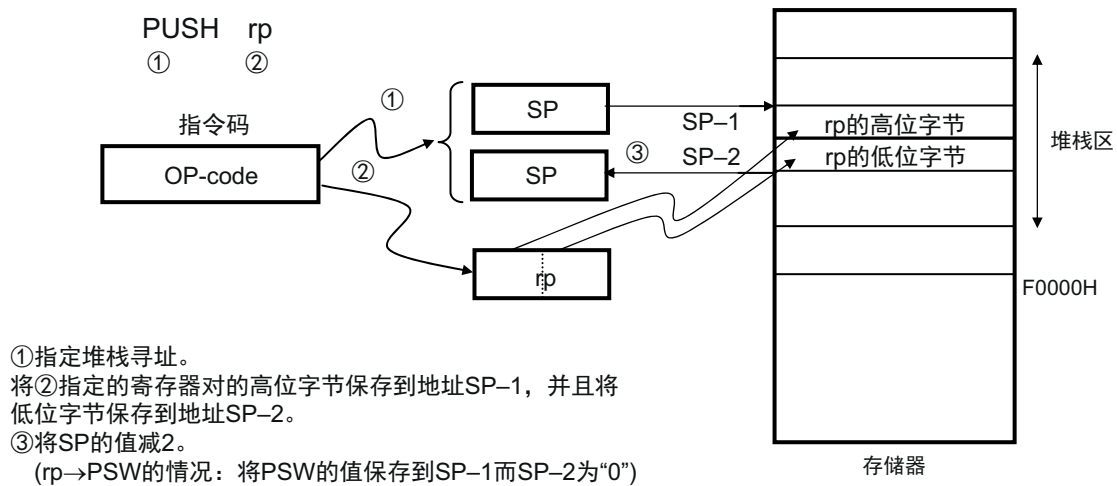 PUSH rp
① ②
指令码
OP-code
①
②
SP
SP
③
SP–1
SP–2
rp
rp的高位字节
rp的低位字节
堆栈区
F0000H
存储器
①指定堆栈寻址。
将②指定的寄存器对的高位字节保存到地址SP–1，并且将
低位字节保存到地址SP–2。
③将SP的值减2。
(rp→PSW的情况：将PSW的值保存到SP–1而SP–2为“0”)